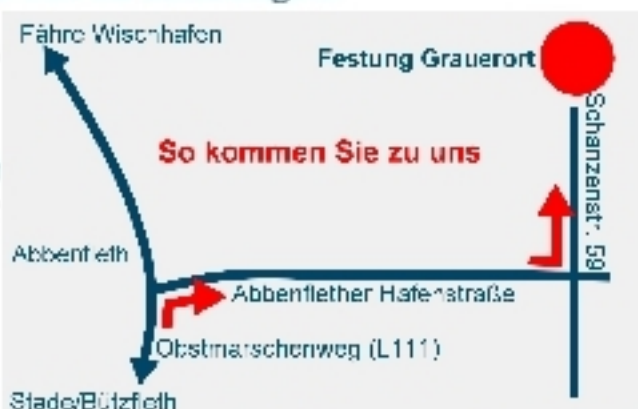 Fähre Wischhafen
Festung Grauerort
Schanzenstr. 59
So kommen Sie zu uns
Abbenfleth
Abbenflether Hafenstraße
Obstmarschenweg (L111)
Stade/Bützfleth